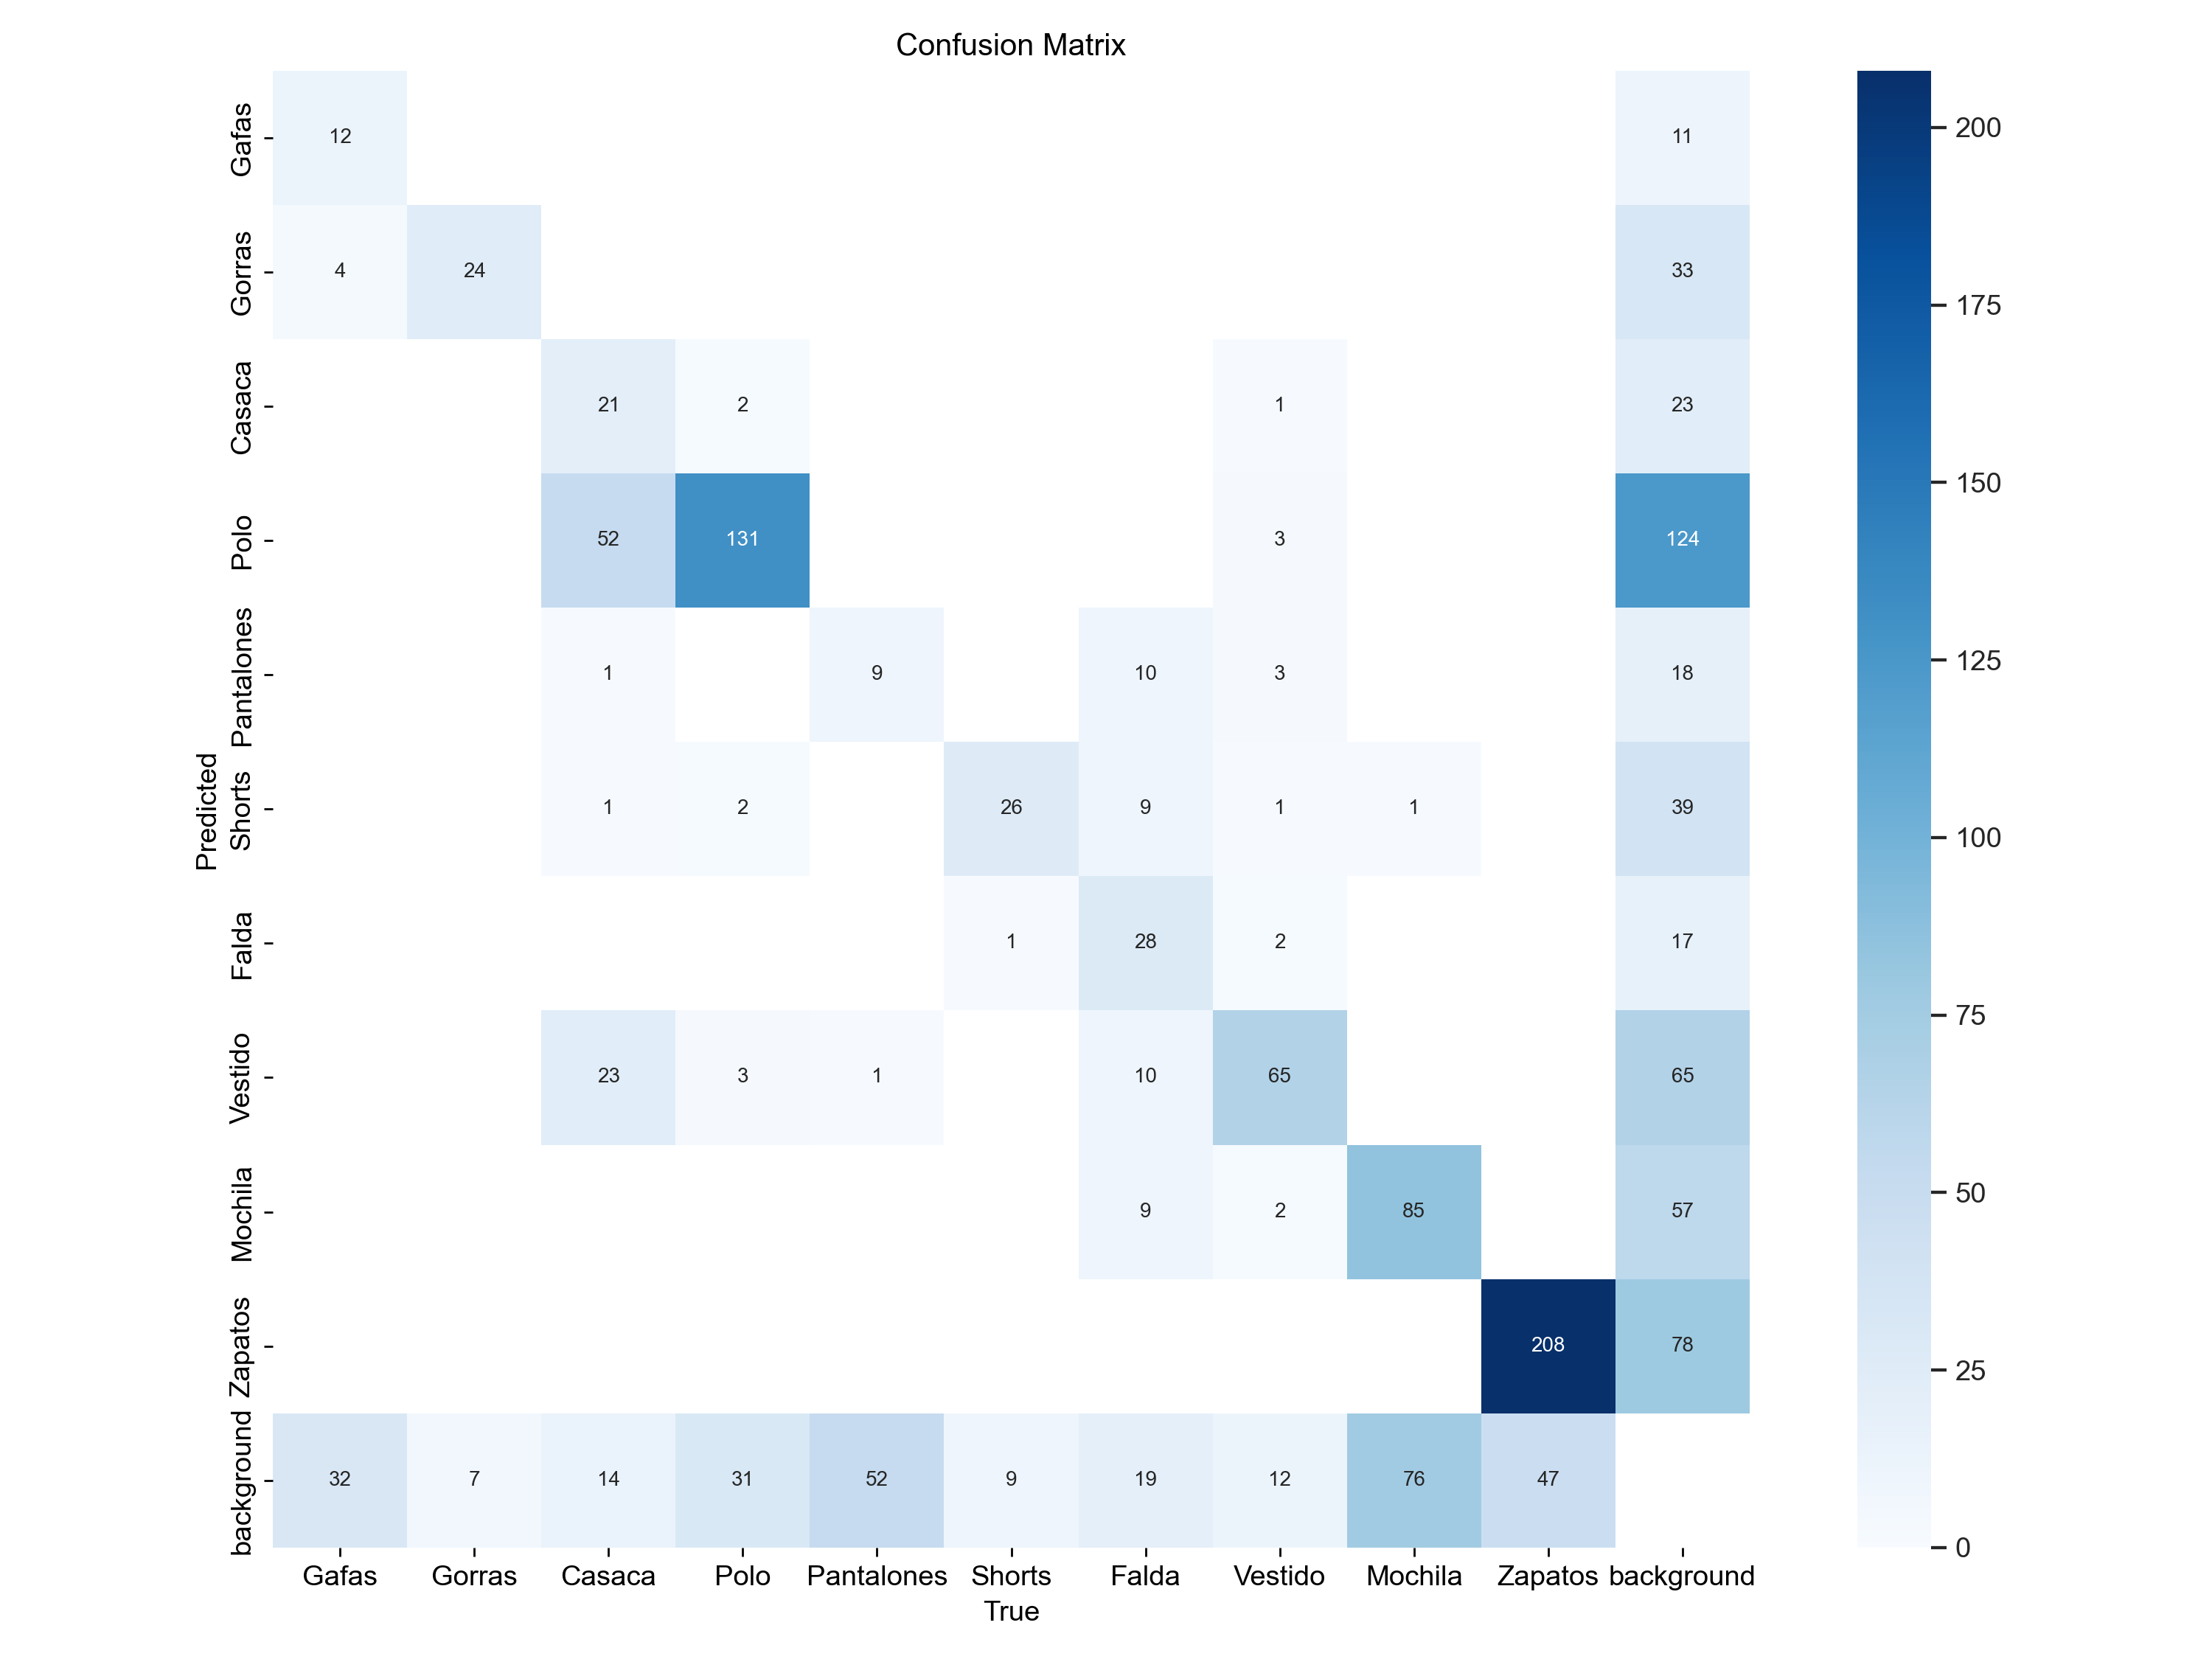 Confusion Matrix
Predicted
Gafas 12 11
Gorras 4 24 33
Casaca 21 2 1 23
Polo 52 131 3 124
Pantalones 1 9 10 3 18
Shorts 1 2 26 9 1 1 39
Falda 1 28 2 17
Vestido 23 3 1 10 65 65
Mochila 9 2 85 57
Zapatos 208 78
background 32 7 14 31 52 9 19 12 76 47
Gafas Gorras Casaca Polo Pantalones Shorts Falda Vestido Mochila Zapatos background
True
200
175
150
125
100
75
50
25
0